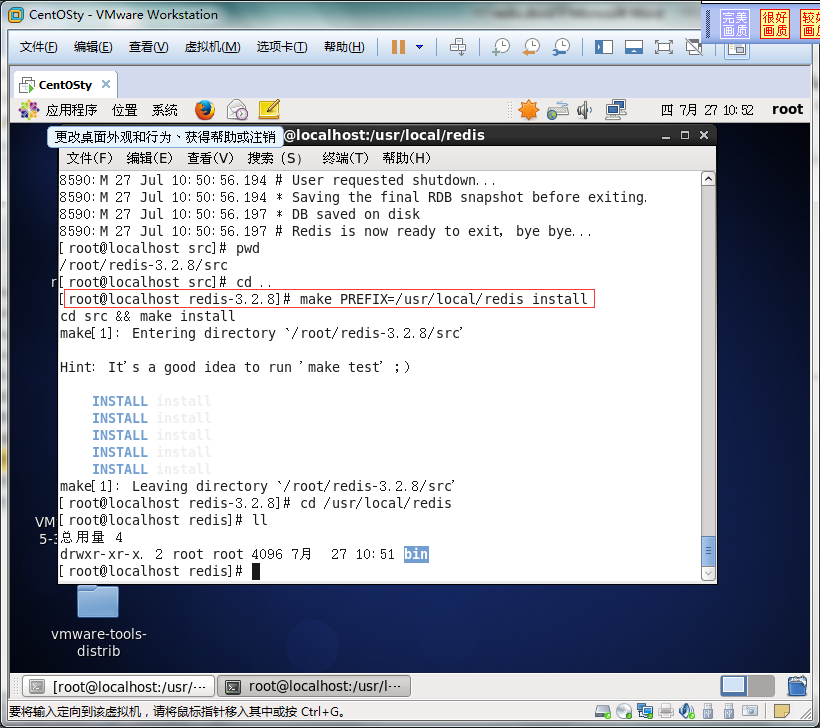 CentOSty - VMware Workstation
完美 很好 较好
画质 画质 画质
文件(F) 编辑(E) 查看(V) 虚拟机(M) 选项卡(T) 帮助(H)
CentOSty
应用程序 位置 系统 四 7月 27 10:52 root
更改桌面外观和行为、获得帮助或注销
@localhost:/usr/local/redis
文件(F) 编辑(E) 查看(V) 搜索 (S) 终端(T) 帮助(H)
8590:M 27 Jul 10:50:56.194 # User requested shutdown...
8590:M 27 Jul 10:50:56.194 * Saving the final RDB snapshot before exiting.
8590:M 27 Jul 10:50:56.197 * DB saved on disk
8590:M 27 Jul 10:50:56.197 # Redis is now ready to exit, bye bye...
[root@localhost src]# pwd
/root/redis-3.2.8/src
[root@localhost src]# cd ..
[root@localhost redis-3.2.8]# make PREFIX=/usr/local/redis install
cd src && make install
make[1]: Entering directory `/root/redis-3.2.8/src'
Hint: It's a good idea to run 'make test' ;)
INSTALL install
INSTALL install
INSTALL install
INSTALL install
INSTALL install
make[1]: Leaving directory `/root/redis-3.2.8/src'
[root@localhost redis-3.2.8]# cd /usr/local/redis
[root@localhost redis]# ll
总用量 4
drwxr-xr-x. 2 root root 4096 7月 27 10:51 bin
[root@localhost redis]#
r
VM
5-3
vmware-tools-
distrib
[root@localhost:/usr/··· root@localhost:/usr/l···
要将输入定向到该虚拟机，请将鼠标指针移入其中或按 Ctrl+G。